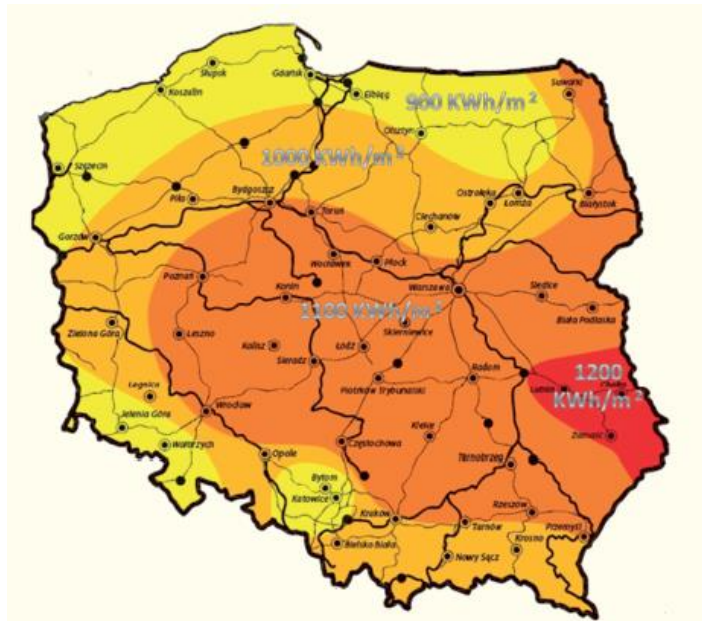 Suwałki
Gdańsk
Słupsk
Elbląg
Koszalin
900 KWh/m²
Olsztyn
1000 KWh/m²
Szczecin
Bydgoszcz
Ostrołęka
Łomża
Piła
Białystok
Toruń
Ciechanów
Gorzów
Włocławek
Płock
Poznań
Warszawa
Siedlce
Konin
1100 KWh/m²
Biała Podlaska
Skierniewice
Zielona Góra
Leszno
Kalisz
Łódź
Sieradz
1200
KWh/m²
Radom
Lublin
Chełm
Piotrków Trybunalski
Legnica
Wrocław
Jelenia Góra
Kielce
Zamość
Częstochowa
Wałbrzych
Opole
Tarnobrzeg
Bytom
Katowice
Rzeszów
Kraków
Tarnów
Przemyśl
Bielsko Biała
Krosno
Nowy Sącz